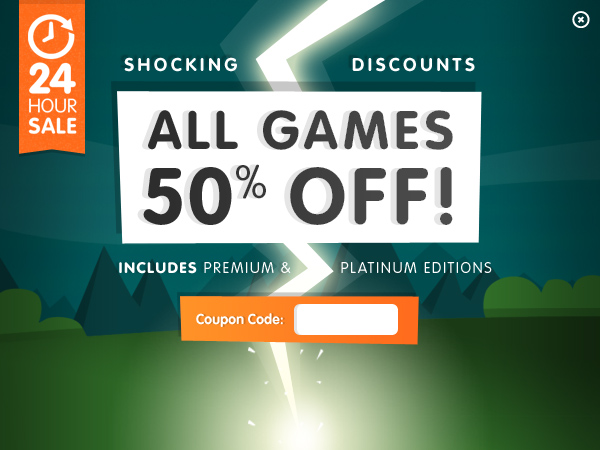 24
HOUR
SALE
SHOCKING DISCOUNTS
ALL GAMES
50% OFF!
INCLUDES PREMIUM & PLATINUM EDITIONS
Coupon Code: